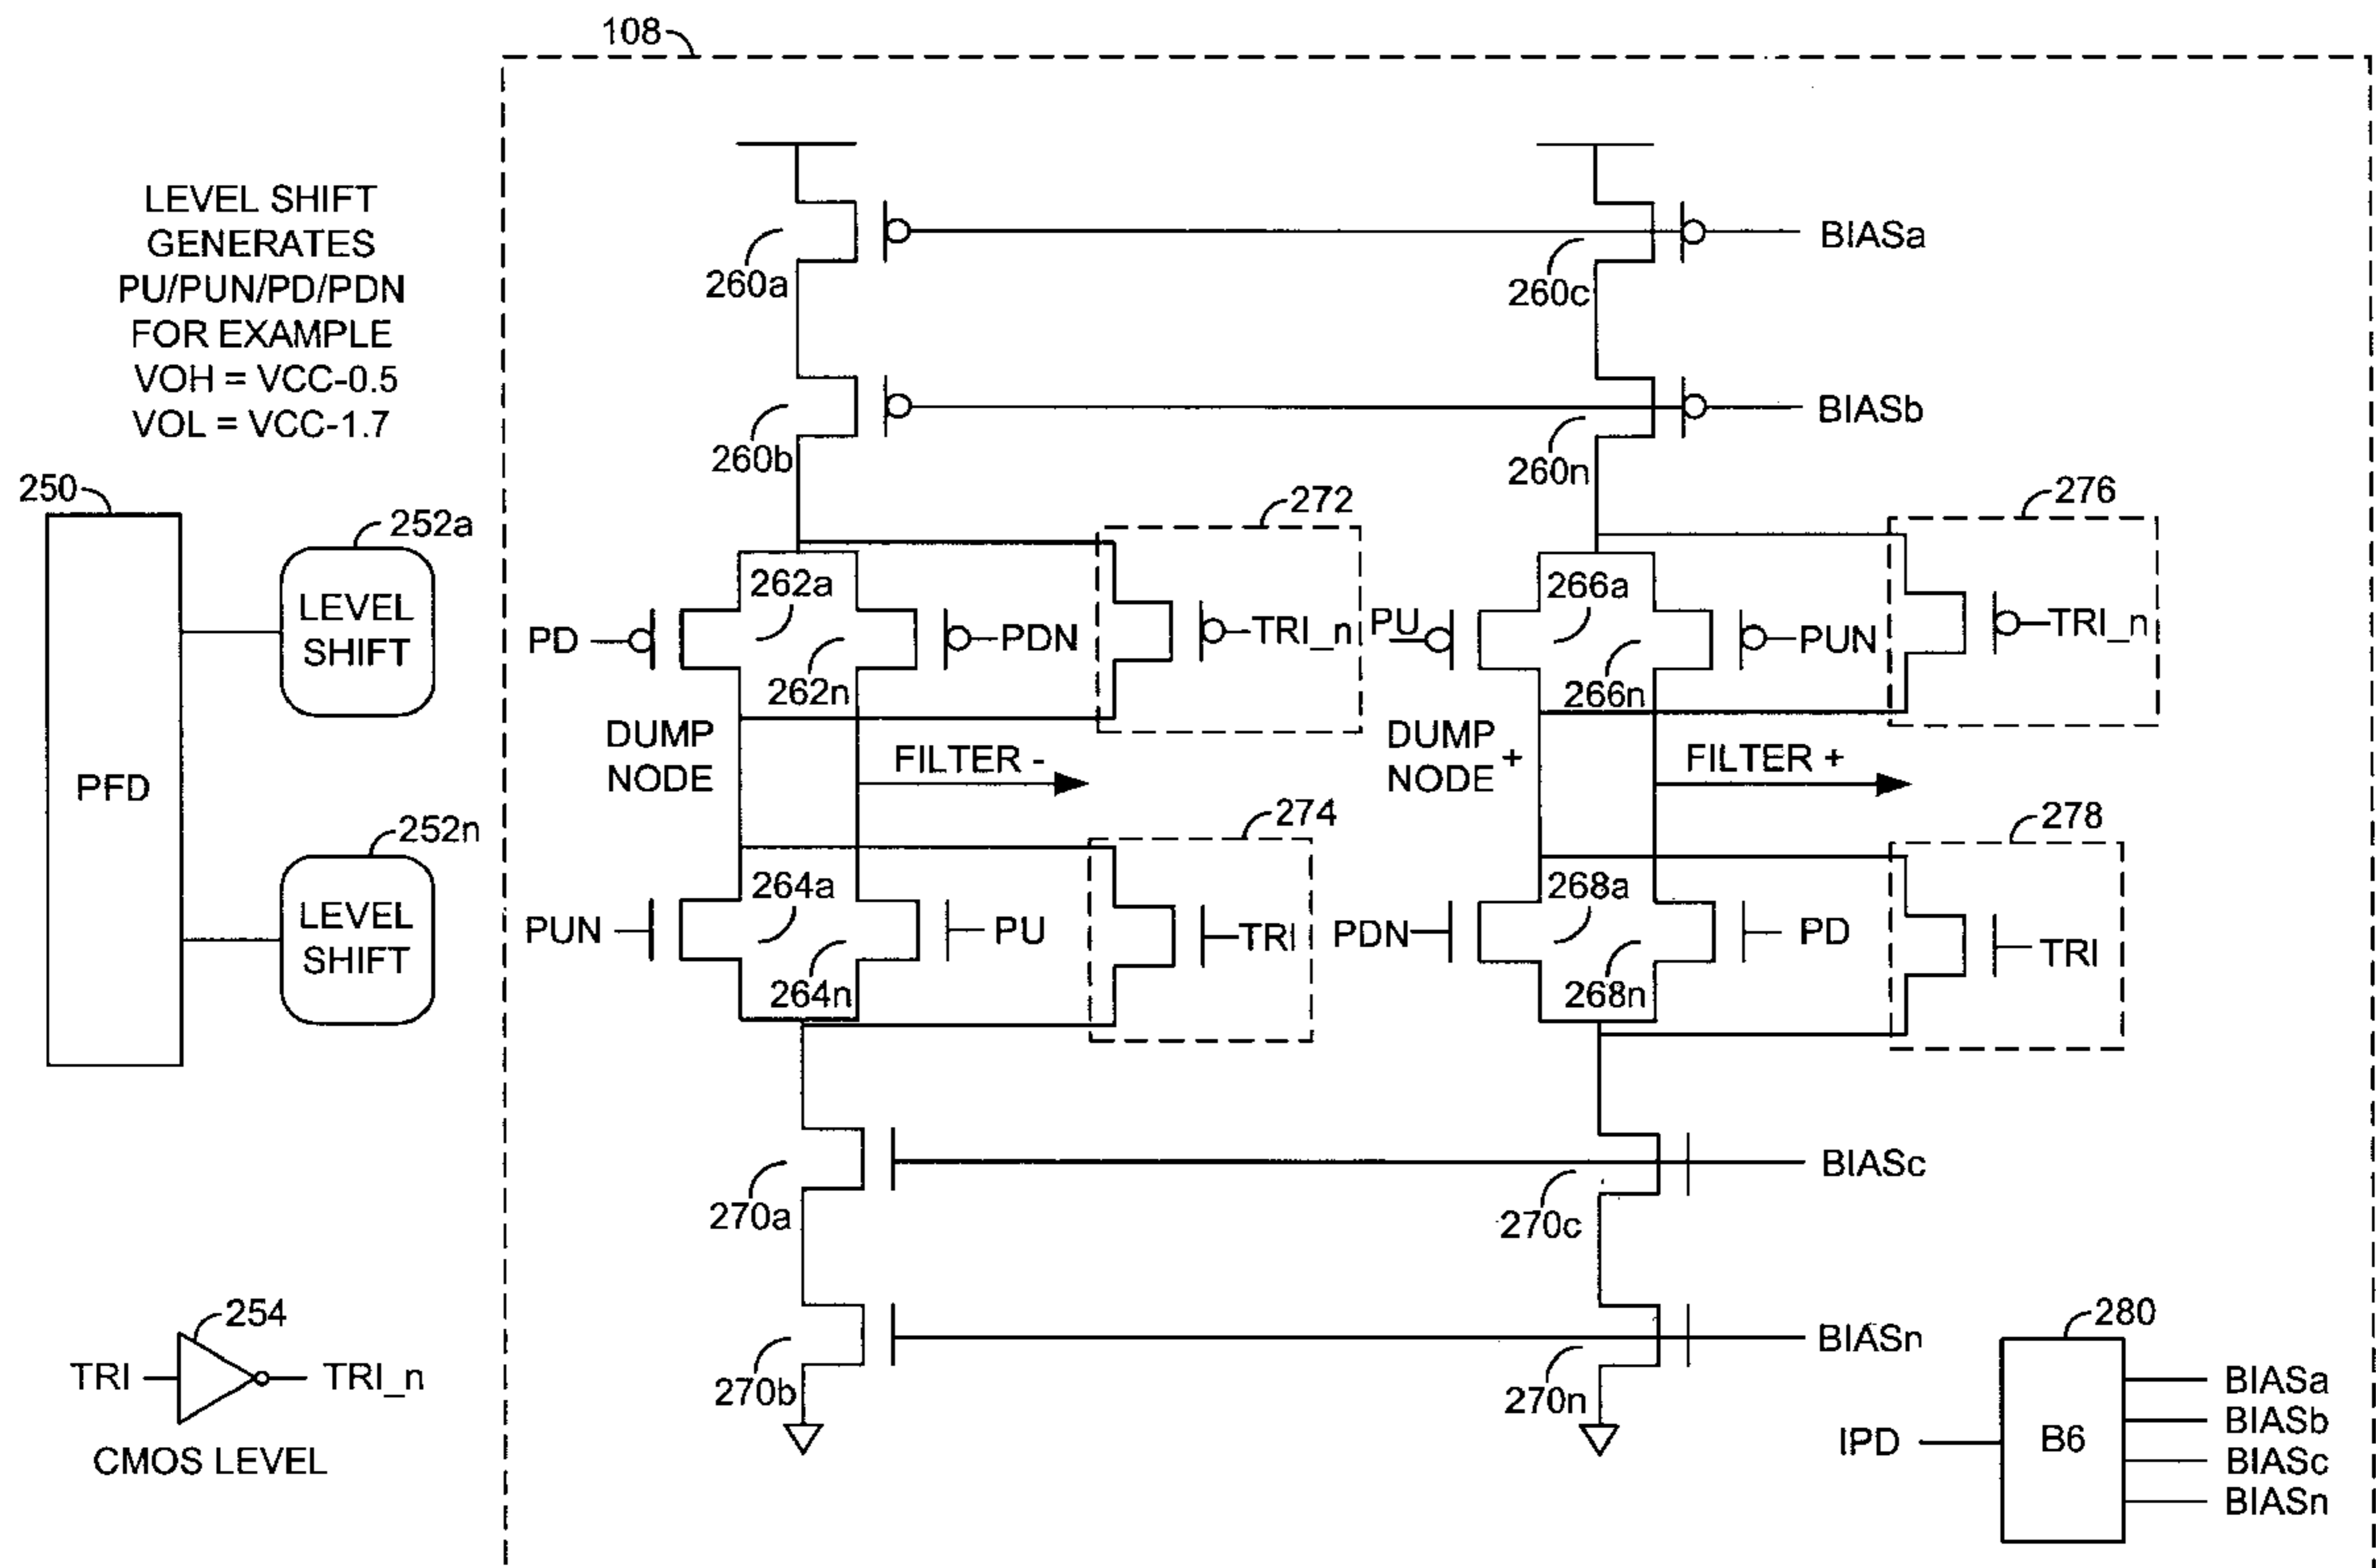 108
LEVEL SHIFT
GENERATES
PU/PUN/PD/PDN
FOR EXAMPLE
VOH = VCC-0.5
VOL = VCC-1.7
250
252a
LEVEL
SHIFT
PFD
252n
LEVEL
SHIFT
254
TRI
TRI_n
CMOS LEVEL
260a
260c
BIASa
260b
260n
BIASb
272
276
262a
266a
PD
PDN
TRI_n
PU
PUN
TRI_n
262n
266n
DUMP
NODE
FILTER -
DUMP
NODE +
FILTER +
274
278
264a
268a
PUN
PU
TRI
PDN
PD
TRI
264n
268n
270a
270c
BIASc
270b
270n
BIASn
280
IPD
B6
BIASa
BIASb
BIASc
BIASn